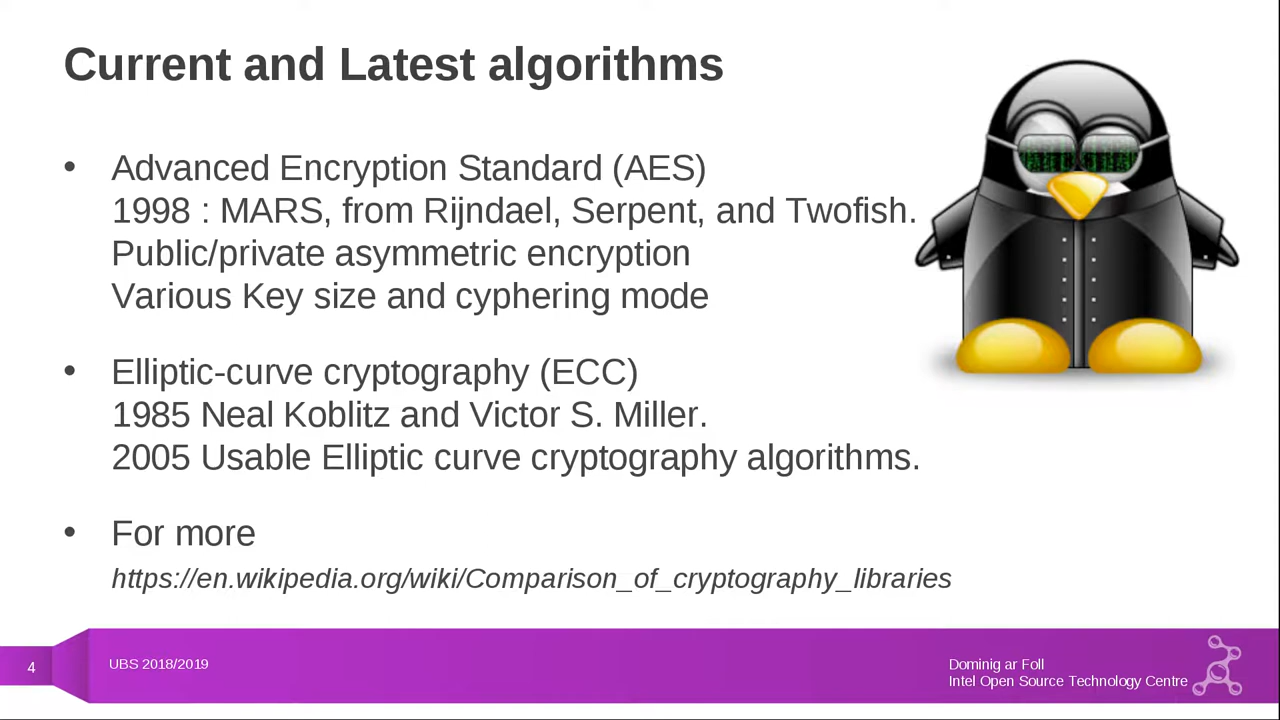 Current and Latest algorithms
• Advanced Encryption Standard (AES)
1998 : MARS, from Rijndael, Serpent, and Twofish.
Public/private asymmetric encryption
Various Key size and cyphering mode
• Elliptic-curve cryptography (ECC)
1985 Neal Koblitz and Victor S. Miller.
2005 Usable Elliptic curve cryptography algorithms.
• For more
https://en.wikipedia.org/wiki/Comparison_of_cryptography_libraries
4
UBS 2018/2019
Dominig ar Foll
Intel Open Source Technology Centre